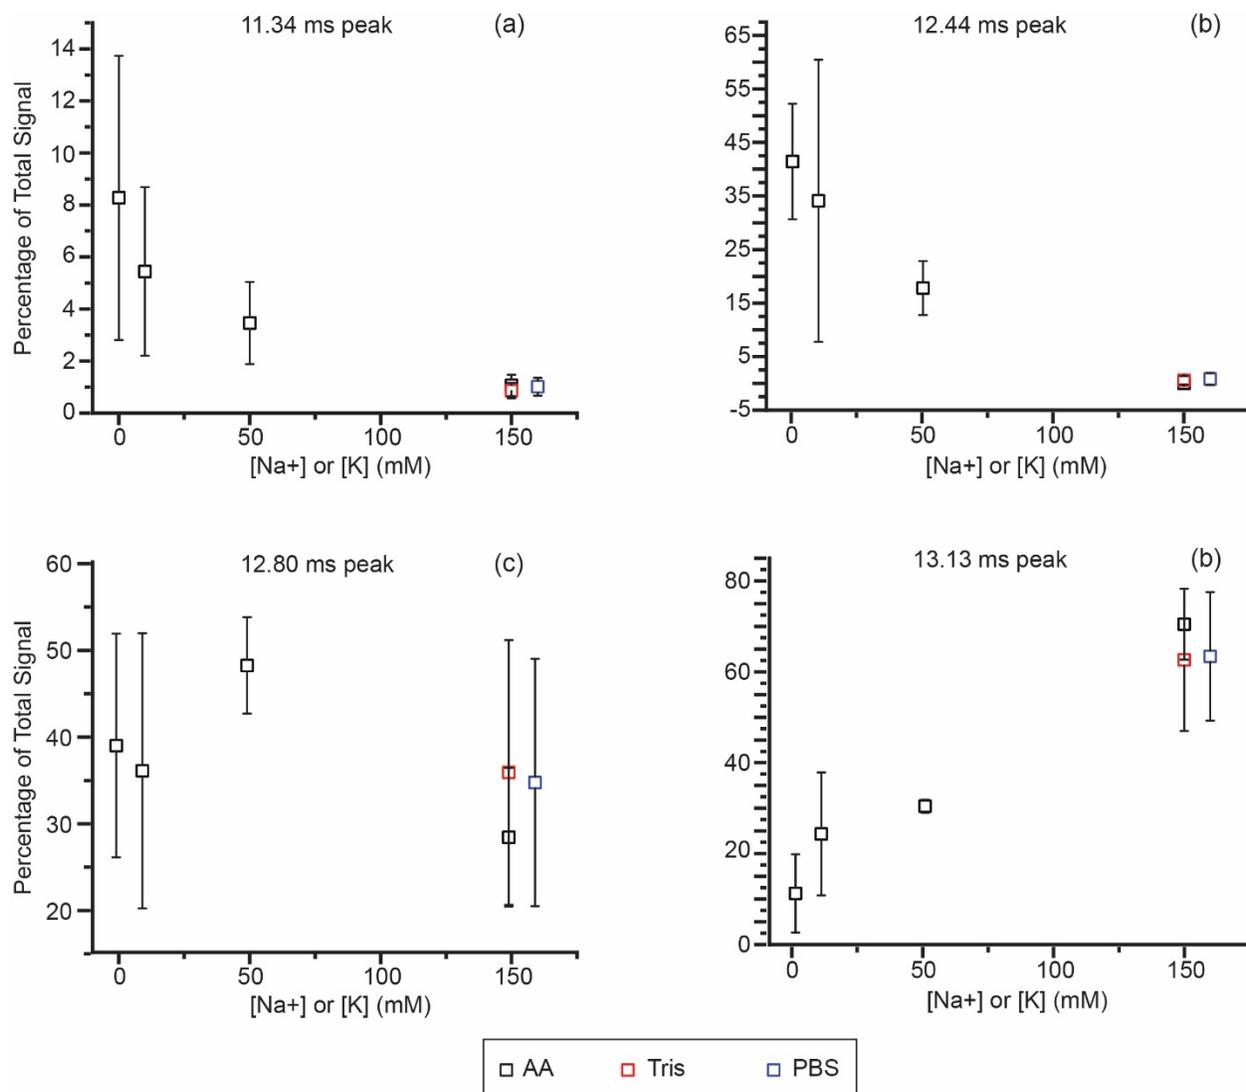 11.34 ms peak (a)
Percentage of Total Signal
14
12
10
8
6
4
2
0
0 50 100 150
[Na+] or [K] (mM)
12.44 ms peak (b)
65
55
45
35
25
15
5
-5
0 50 100 150
[Na+] or [K] (mM)
12.80 ms peak (c)
Percentage of Total Signal
60
50
40
30
20
0 50 100 150
[Na+] or [K] (mM)
13.13 ms peak (b)
80
60
40
20
0
0 50 100 150
[Na+] or [K] (mM)
AA Tris PBS